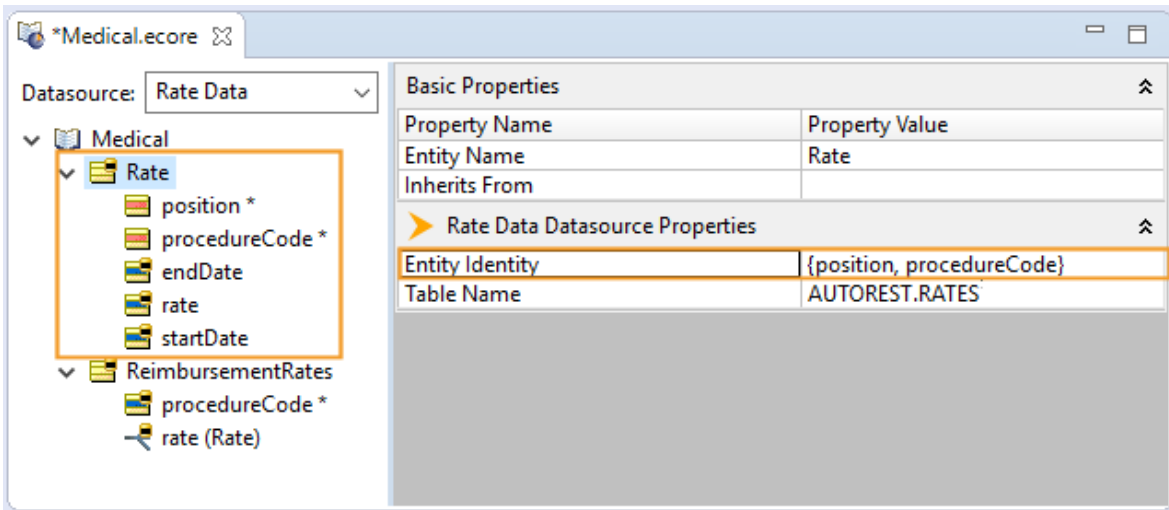 *Medical.ecore
Datasource: Rate Data
Medical
Rate
position *
procedureCode *
endDate
rate
startDate
ReimbursementRates
procedureCode *
rate (Rate)
Basic Properties
Property Name Property Value
Entity Name Rate
Inherits From
Rate Data Datasource Properties
Entity Identity {position, procedureCode}
Table Name AUTOREST.RATES